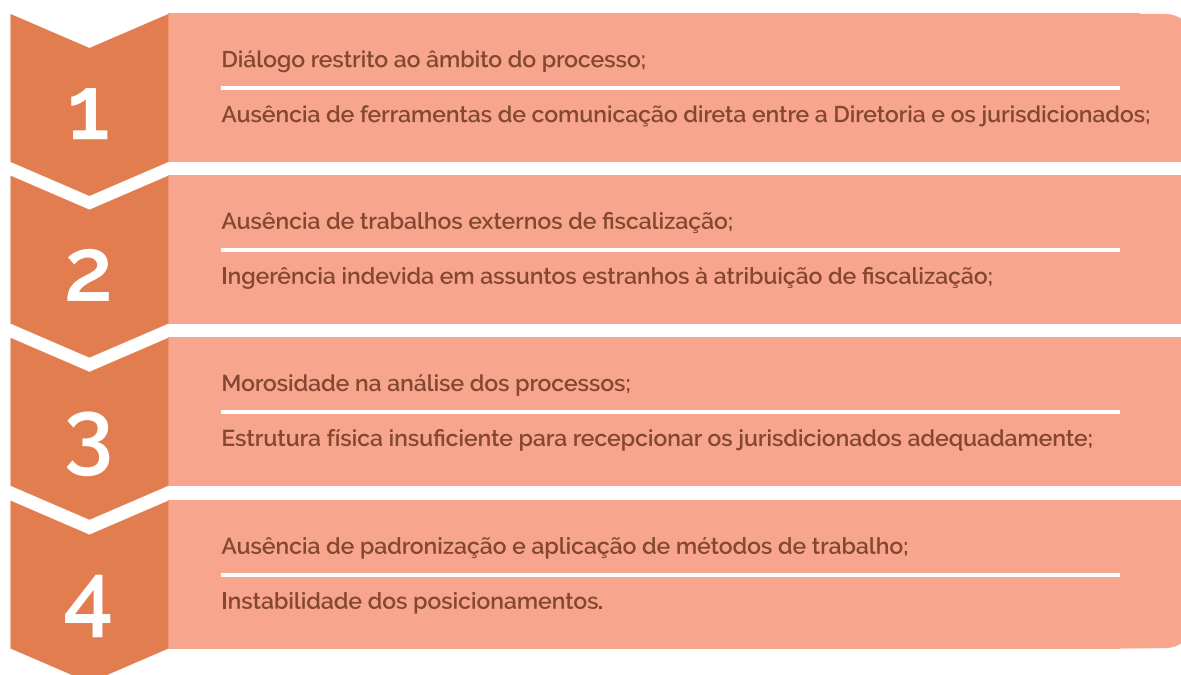 1
Diálogo restrito ao âmbito do processo;
Ausência de ferramentas de comunicação direta entre a Diretoria e os jurisdicionados;
2
Ausência de trabalhos externos de fiscalização;
Ingerência indevida em assuntos estranhos à atribuição de fiscalização;
3
Morosidade na análise dos processos;
Estrutura física insuficiente para recepcionar os jurisdicionados adequadamente;
4
Ausência de padronização e aplicação de métodos de trabalho;
Instabilidade dos posicionamentos.